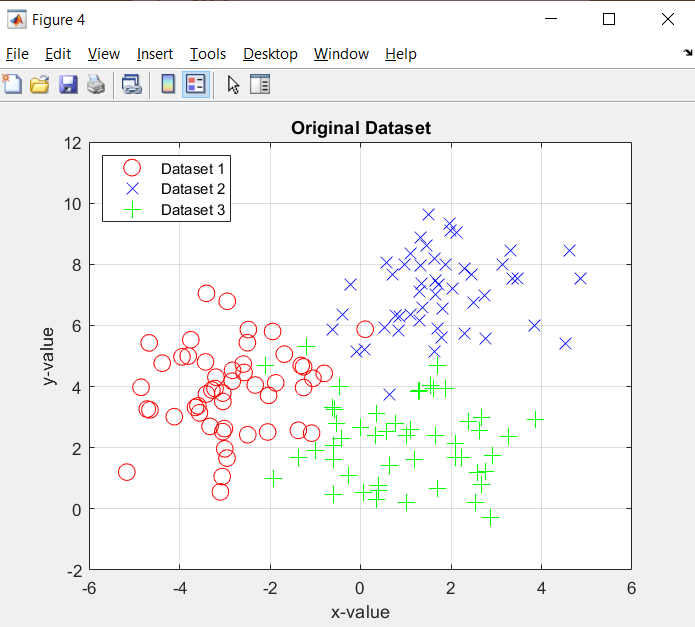 Figure 4
File Edit View Insert Tools Desktop Window Help
Original Dataset
Dataset 1
Dataset 2
Dataset 3
12
10
8
6
4
2
0
-2
y-value
-6 -4 -2 0 2 4 6
x-value